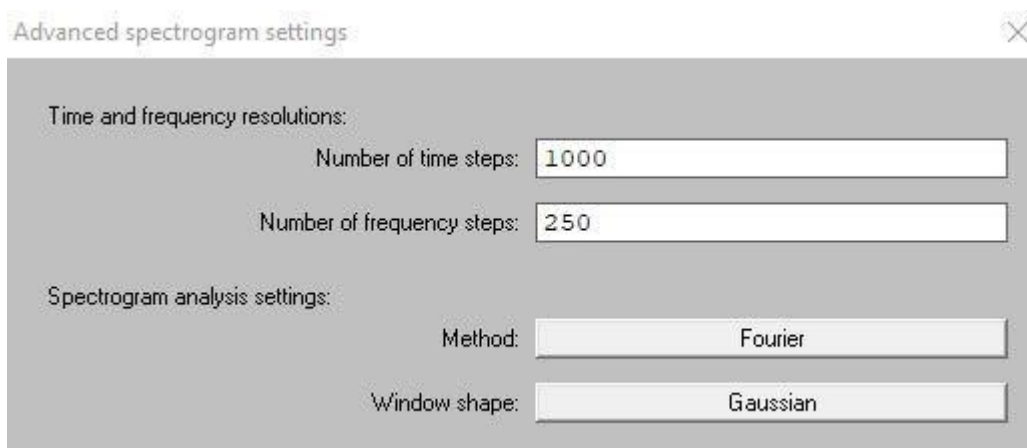 Advanced spectrogram settings
Time and frequency resolutions:
Number of time steps: 1000
Number of frequency steps: 250
Spectrogram analysis settings:
Method: Fourier
Window shape: Gaussian